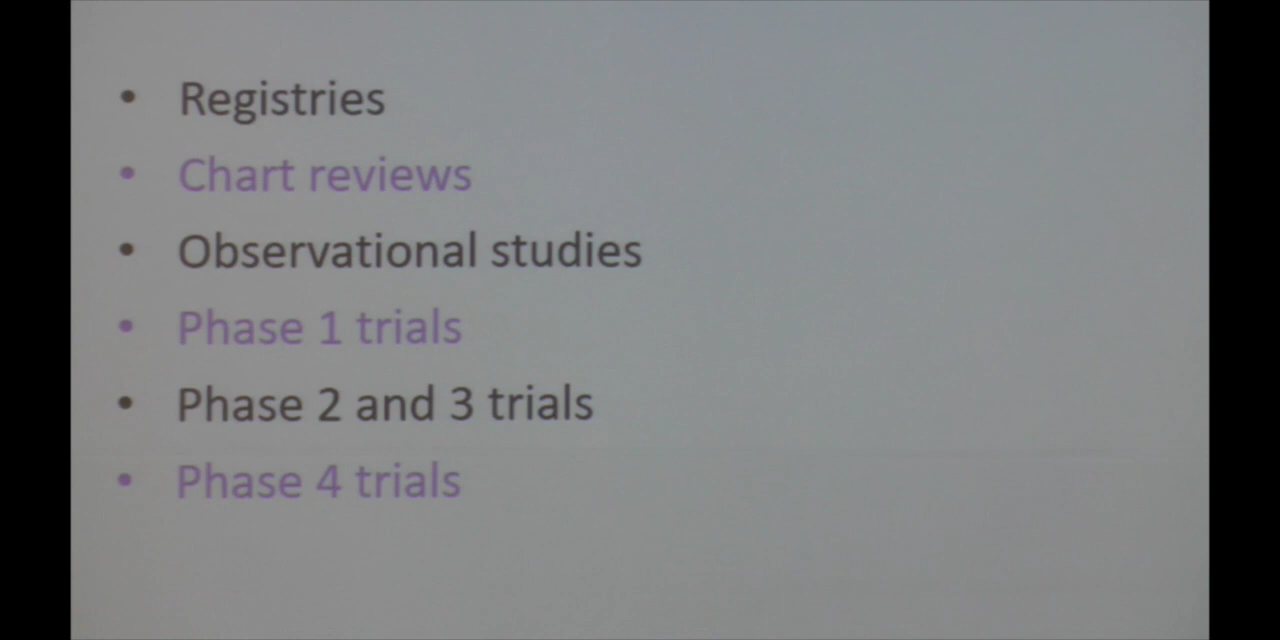 • Registries
• Chart reviews
• Observational studies
• Phase 1 trials
• Phase 2 and 3 trials
• Phase 4 trials